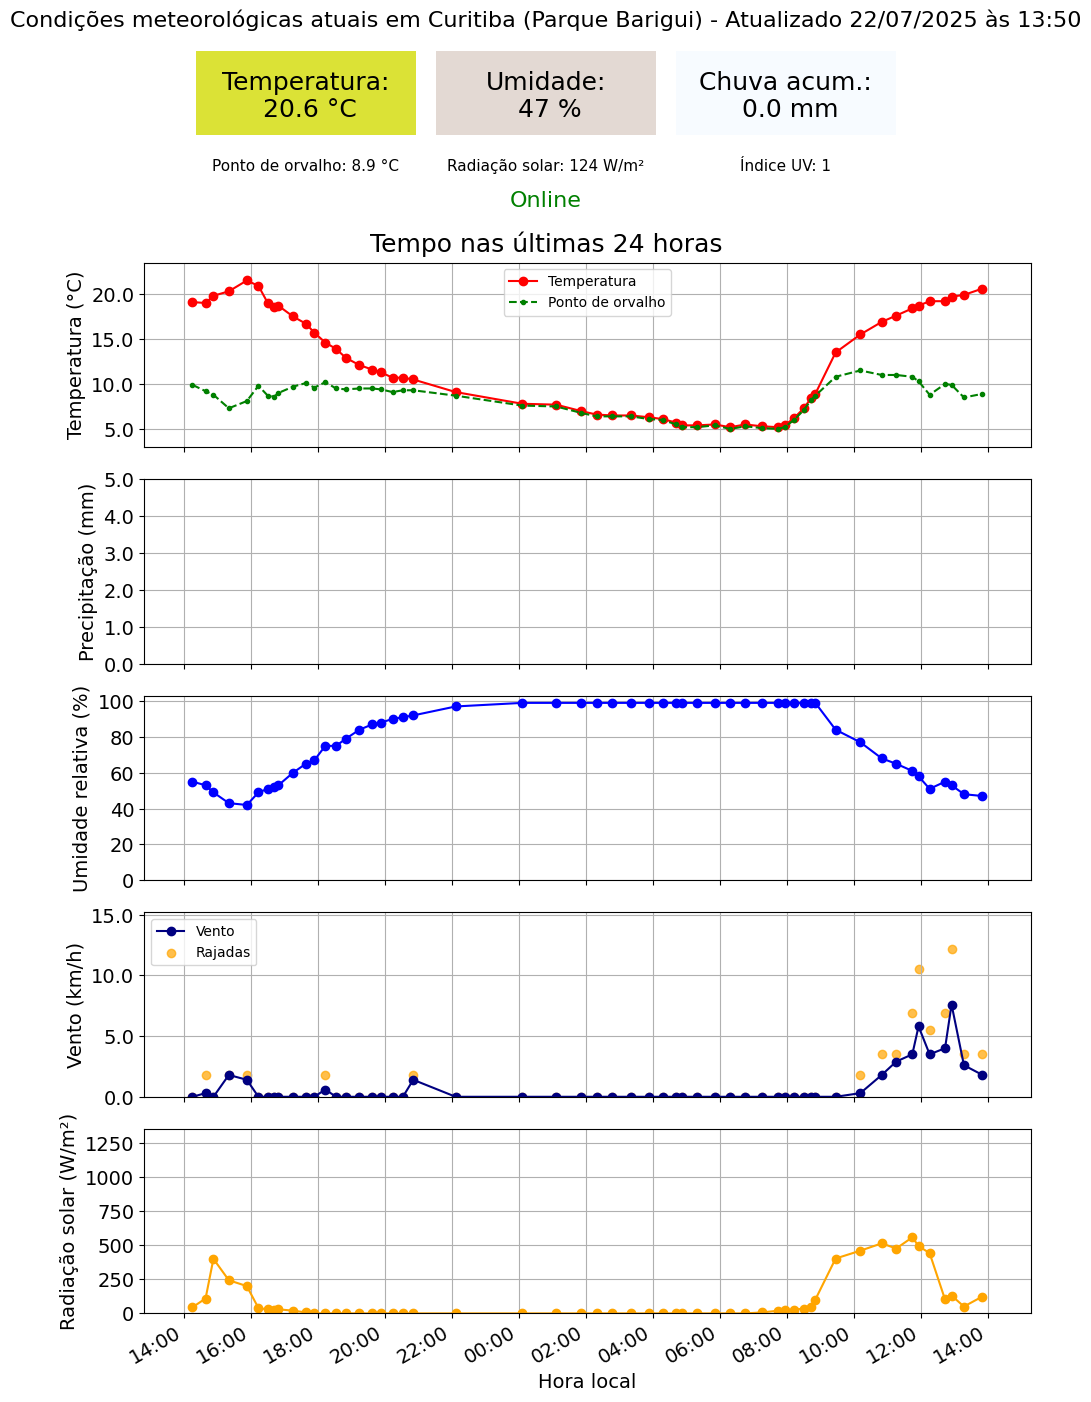 Condições meteorológicas atuais em Curitiba (Parque Barigui) - Atualizado 22/07/2025 às 13:50
Temperatura:
20.6 °C
Umidade:
47 %
Chuva acum.:
0.0 mm
Ponto de orvalho: 8.9 °C
Radiação solar: 124 W/m²
Índice UV: 1
Online
Tempo nas últimas 24 horas
Temperatura (°C)
20.0
15.0
10.0
5.0
Temperatura
Ponto de orvalho
Precipitação (mm)
5.0
4.0
3.0
2.0
1.0
0.0
Umidade relativa (%)
100
80
60
40
20
0
Vento (km/h)
15.0
10.0
5.0
0.0
Vento
Rajadas
Radiação solar (W/m²)
1250
1000
750
500
250
0
14:00
16:00
18:00
20:00
22:00
00:00
02:00
04:00
06:00
08:00
10:00
12:00
14:00
Hora local